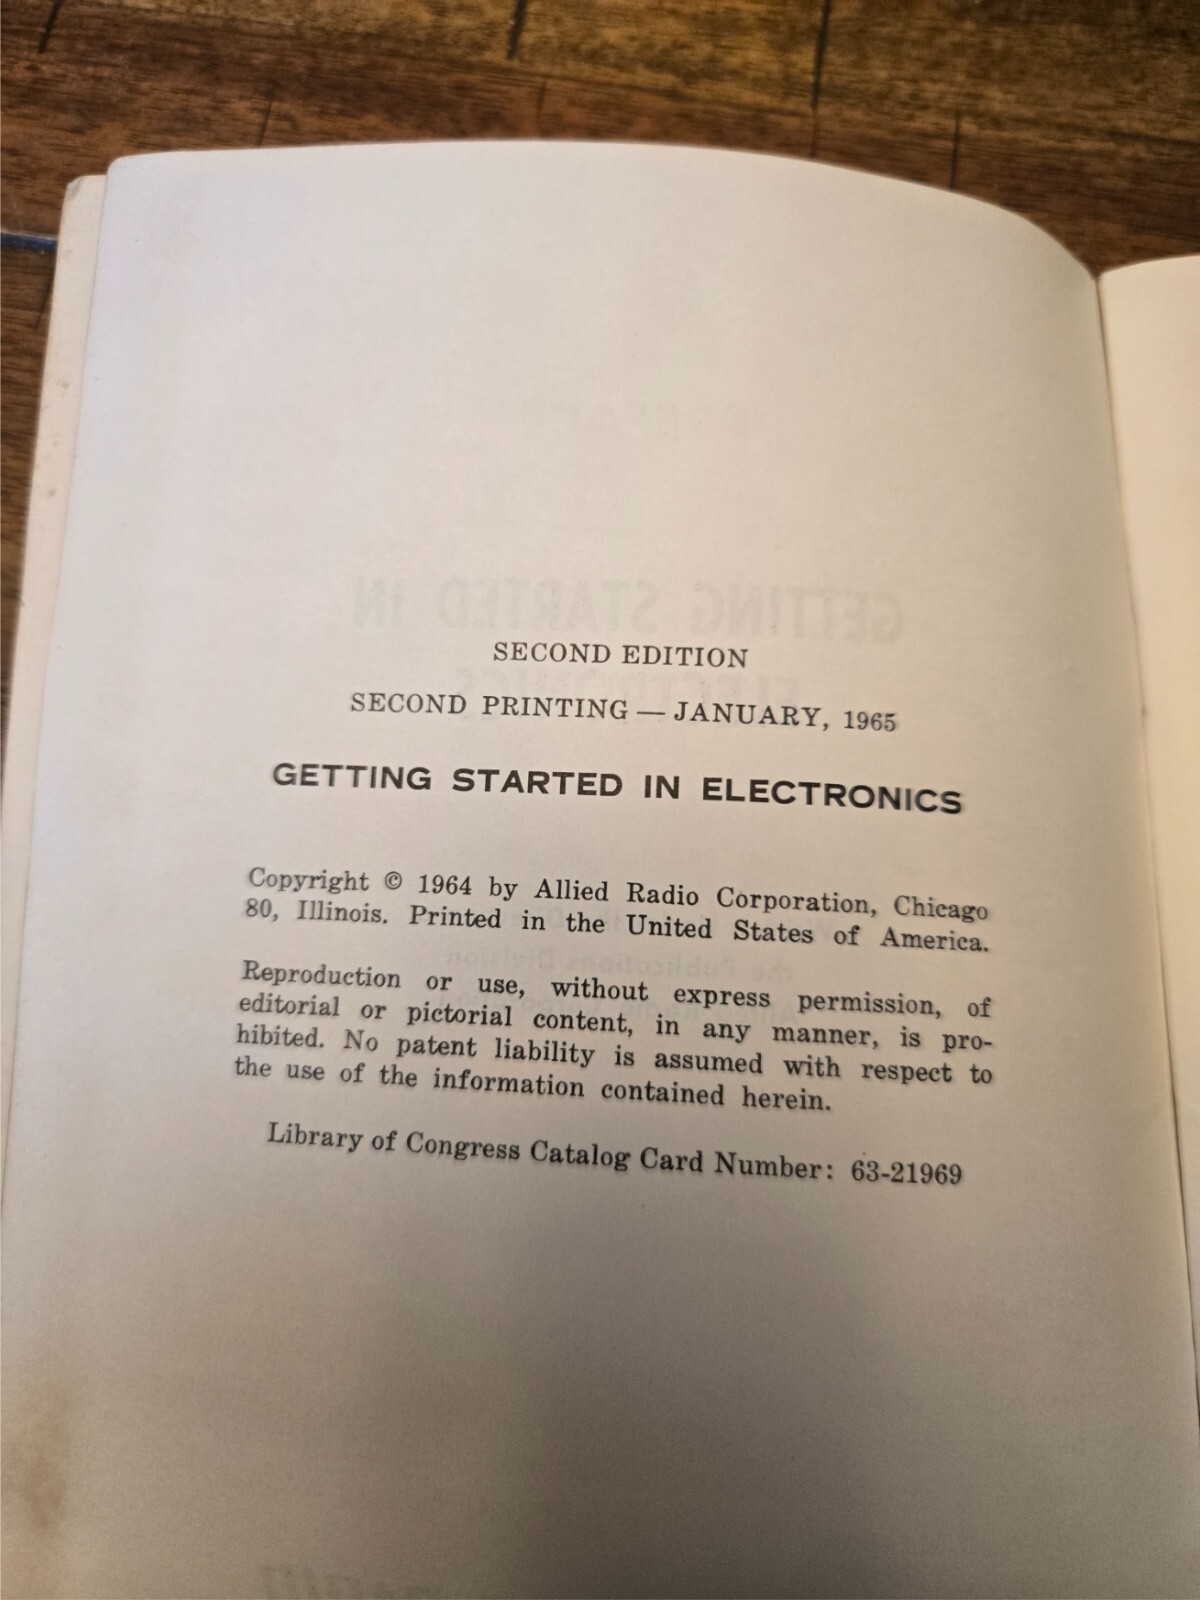 SECOND EDITION
SECOND PRINTING — JANUARY, 1965
GETTING STARTED IN ELECTRONICS
Copyright © 1964 by Allied Radio Corporation, Chicago
80, Illinois. Printed in the United States of America.
Reproduction or use, without express permission, of
editorial or pictorial content, in any manner, is pro-
hibited. No patent liability is assumed with respect to
the use of the information contained herein.
Library of Congress Catalog Card Number: 63-21969